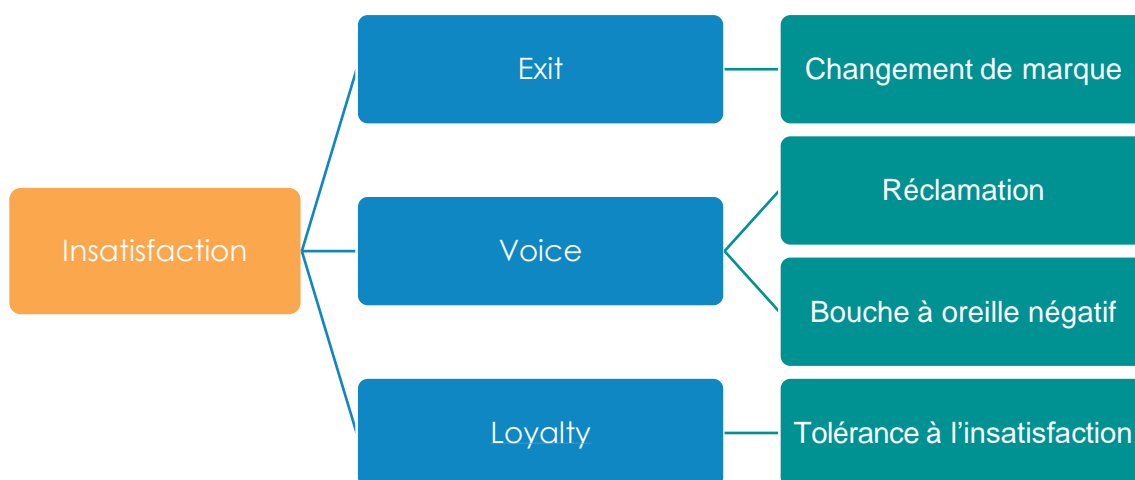 Insatisfaction
Exit
Changement de marque
Voice
Réclamation
Bouche à oreille négatif
Loyalty
Tolérance à l’insatisfaction